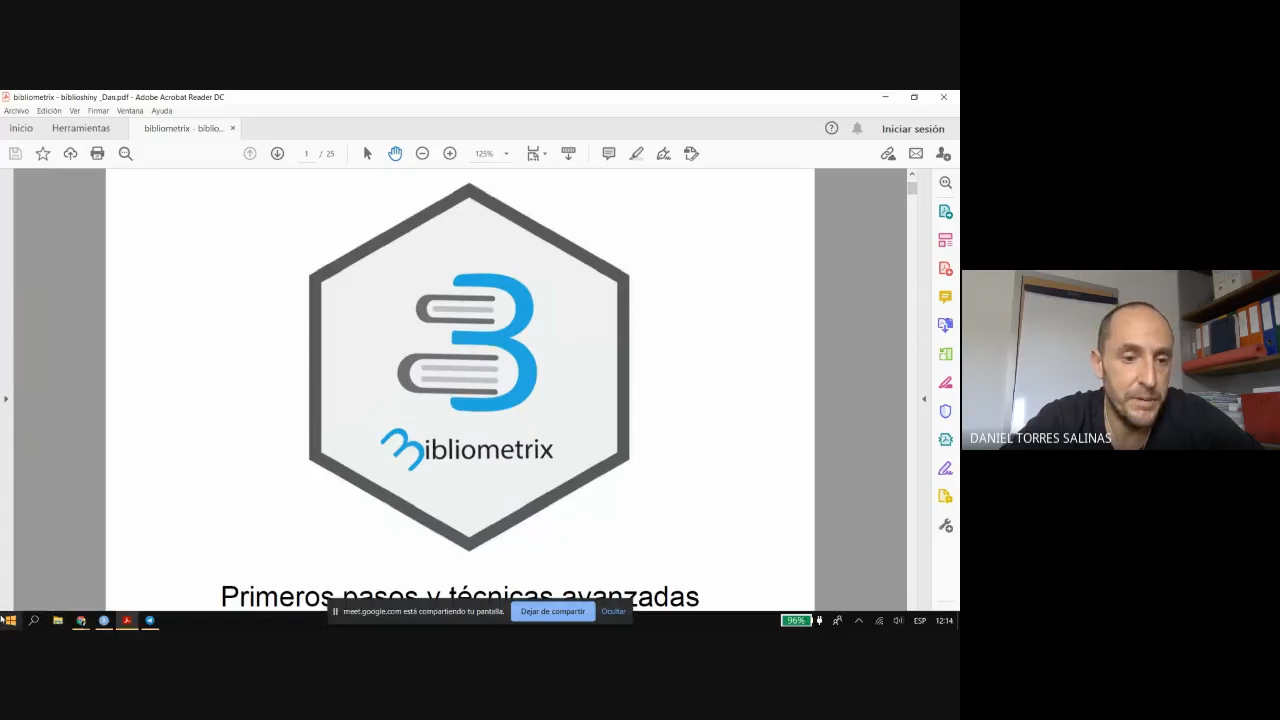 bibliometrix - biblioshiny _Dan.pdf - Adobe Acrobat Reader DC
Archivo Edición Ver Firmar Ventana Ayuda
Inicio Herramientas bibliometrix - biblio... × Iniciar sesión
1 / 25 125%
ibliometrix
Primeros pasos y técnicas avanzadas
meet.google.com está compartiendo tu pantalla. Dejar de compartir Ocultar
96% ESP 12:14
DANIEL TORRES SALINAS